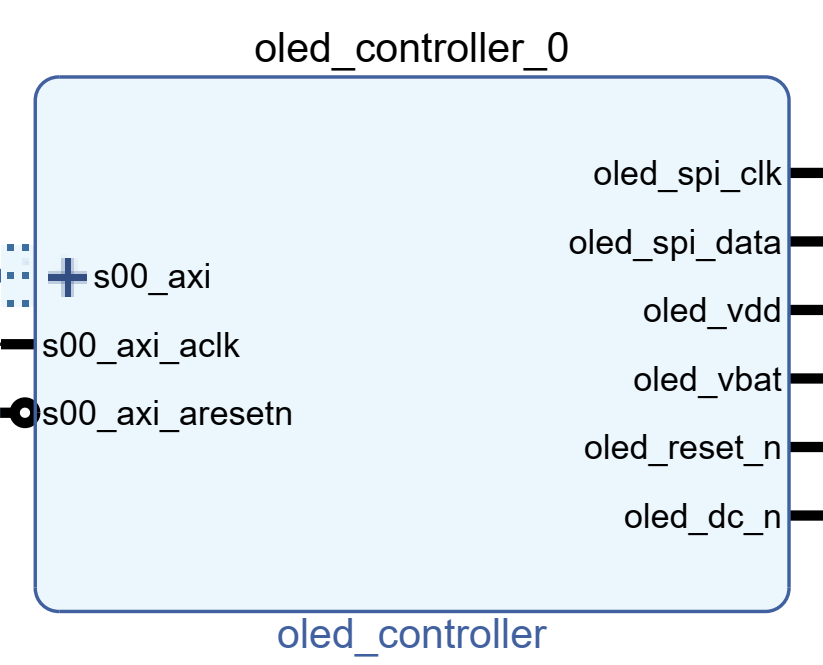 oled_controller_0
oled_spi_clk
oled_spi_data
s00_axi
oled_vdd
s00_axi_aclk
oled_vbat
s00_axi_aresetn
oled_reset_n
oled_dc_n
oled_controller